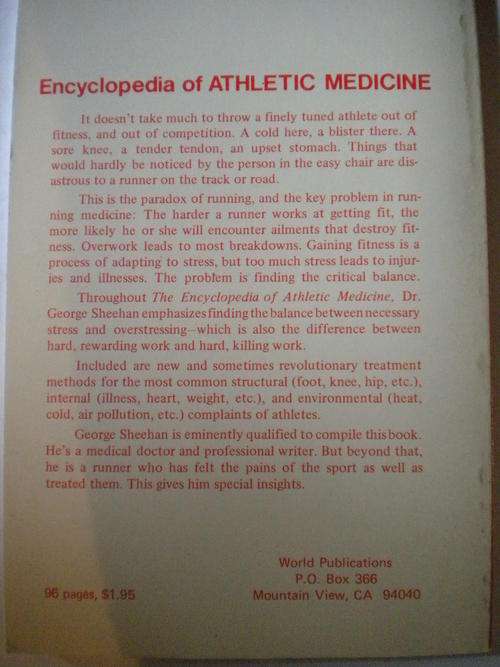 Encyclopedia of ATHLETIC MEDICINE
It doesn't take much to throw a finely tuned athlete out of
fitness, and out of competition. A cold here, a blister there. A
sore knee, a tender tendon, an upset stomach. Things that
would hardly be noticed by the person in the easy chair are dis-
astrous to a runner on the track or road.
This is the paradox of running, and the key problem in run-
ning medicine: The harder a runner works at getting fit, the
more likely he or she will encounter ailments that destroy fit-
ness. Overwork leads to most breakdowns. Gaining fitness is a
process of adapting to stress, but too much stress leads to injur-
ies and illnesses. The problem is finding the critical balance.
Throughout The Encyclopedia of Athletic Medicine, Dr.
George Sheehan emphasizes finding the balance between necessary
stress and overstressing—which is also the difference between
hard, rewarding work and hard, killing work.
Included are new and sometimes revolutionary treatment
methods for the most common structural (foot, knee, hip, etc.),
internal (illness, heart, weight, etc.), and environmental (heat,
cold, air pollution, etc.) complaints of athletes.
George Sheehan is eminently qualified to compile this book.
He's a medical doctor and professional writer. But beyond that,
he is a runner who has felt the pains of the sport as well as
treated them. This gives him special insights.
World Publications
P.O. Box 366
96 pages, $1.95 Mountain View, CA 94040